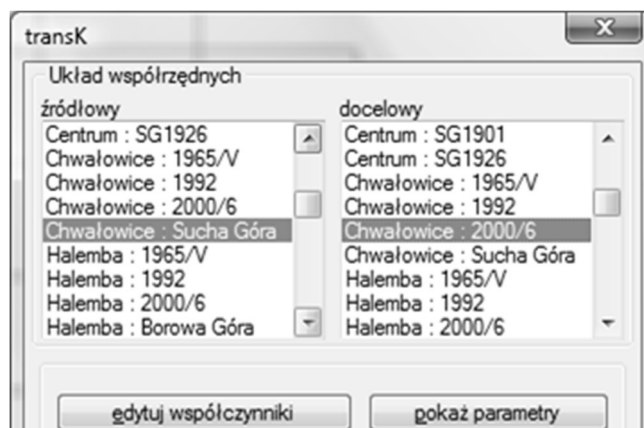 transK
Układ współrzędnych
źródłowy
Centrum : SG1926
Chwałowice : 1965/V
Chwałowice : 1992
Chwałowice : 2000/6
Chwałowice : Sucha Góra
Halemba : 1965/V
Halemba : 1992
Halemba : 2000/6
Halemba : Borowa Góra
docelowy
Centrum : SG1901
Centrum : SG1926
Chwałowice : 1965/V
Chwałowice : 1992
Chwałowice : 2000/6
Chwałowice : Sucha Góra
Halemba : 1965/V
Halemba : 1992
Halemba : 2000/6
edytuj współczynniki
pokaż parametry